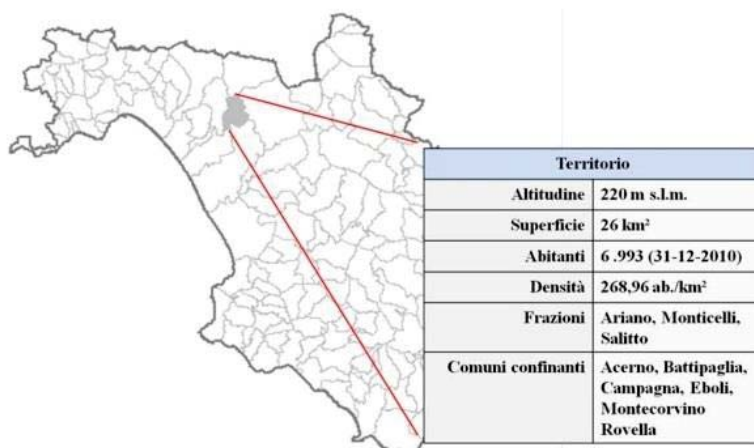 Territorio
Altitudine 220 m s.l.m.
Superficie 26 km²
Abitanti 6 .993 (31-12-2010)
Densità 268,96 ab./km²
Frazioni Ariano, Monticelli,
Salitto
Comuni confinanti Acerno, Battipaglia,
Campagna, Eboli,
Montecorvino
Rovella